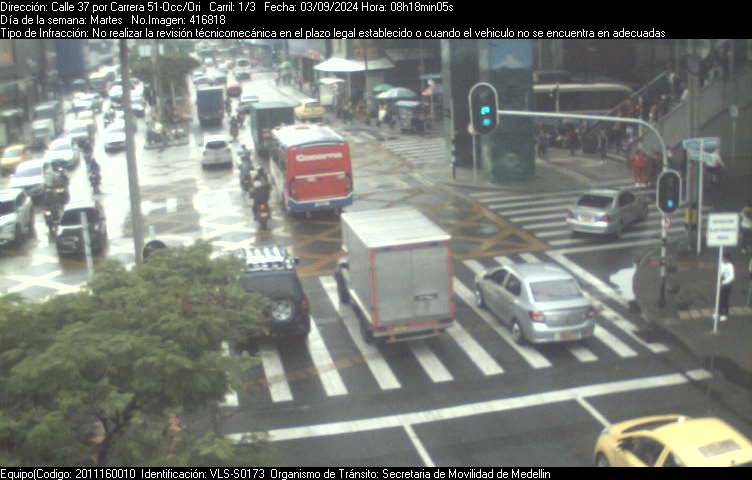 Dirección: Calle 37 por Carrera 51-Occ/Ori   Carril: 1/3   Fecha: 03/09/2024 Hora: 08h18min05s
Día de la semana: Martes   No.Imagen: 416818
Tipo de Infracción: No realizar la revisión técnicomecánica en el plazo legal establecido o cuando el vehiculo no se encuentra en adecuadas
Equipo(Codigo: 2011160010  Identificación: VLS-S0173  Organismo de Tránsito: Secretaria de Movilidad de Medellin